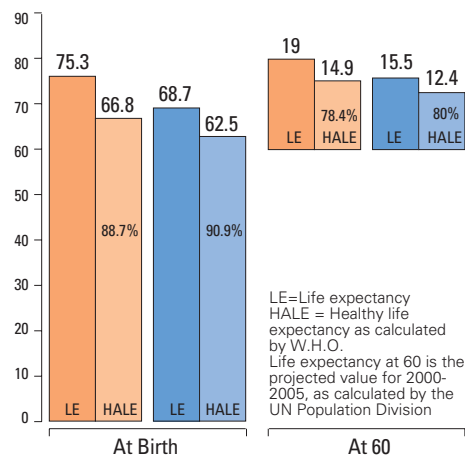 90
80
70
60
50
40
30
20
10
0
75.3
66.8
68.7
62.5
88.7%
90.9%
LE
HALE
LE
HALE
At Birth
19
14.9
15.5
12.4
78.4%
80%
LE
HALE
LE
HALE
LE=Life expectancy
HALE = Healthy life
expectancy as calculated
by W.H.O.
Life expectancy at 60 is the
projected value for 2000-
2005, as calculated by the
UN Population Division
At 60